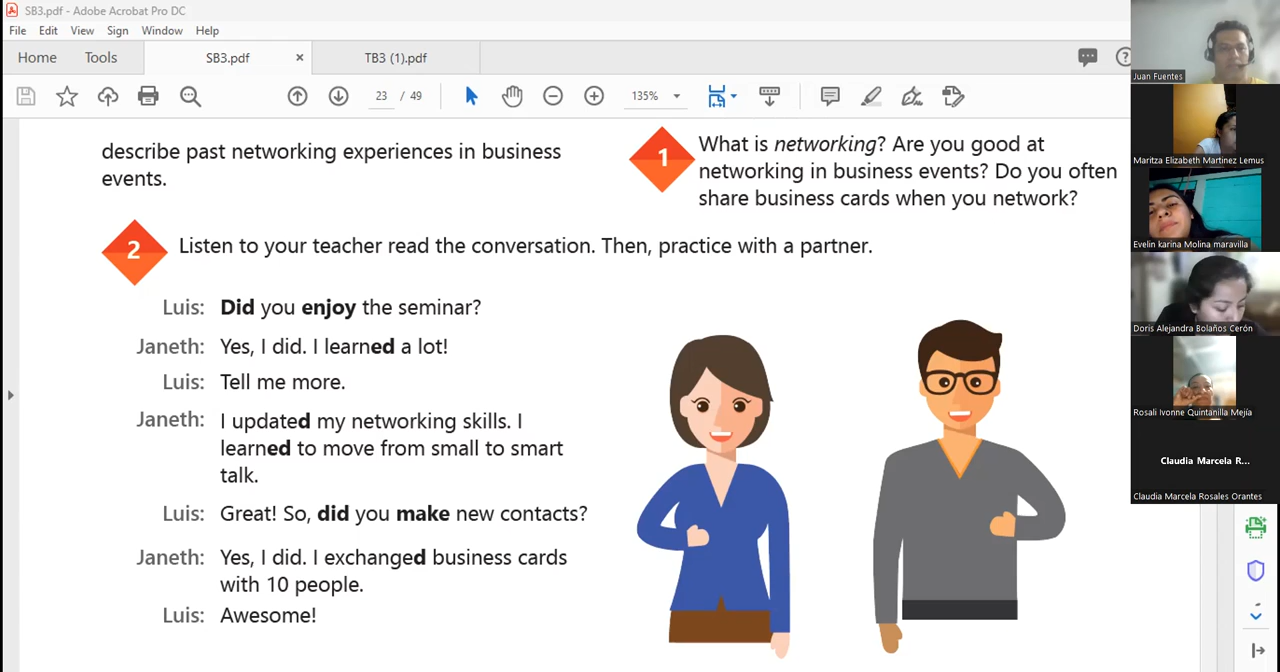 SB3.pdf - Adobe Acrobat Pro DC
File Edit View Sign Window Help
Home Tools SB3.pdf × TB3 (1).pdf
23 / 49 135%
describe past networking experiences in business
events.
1
What is networking? Are you good at
networking in business events? Do you often
share business cards when you network?
2
Listen to your teacher read the conversation. Then, practice with a partner.
Luis: Did you enjoy the seminar?
Janeth: Yes, I did. I learned a lot!
Luis: Tell me more.
Janeth: I updated my networking skills. I
learned to move from small to smart
talk.
Luis: Great! So, did you make new contacts?
Janeth: Yes, I did. I exchanged business cards
with 10 people.
Luis: Awesome!
Juan Fuentes
Maritza Elizabeth Martinez Lemus
Evelin karina Molina maravilla
Doris Alejandra Bolaños Cerón
Rosali Ivonne Quintanilla Mejía
Claudia Marcela R...
Claudia Marcela Rosales Orantes